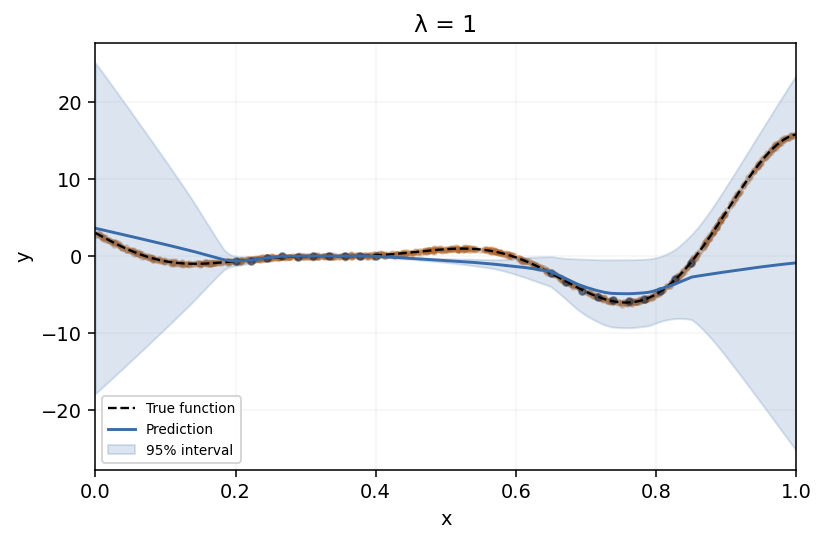 λ = 1
y
20
10
0
−10
−20
True function
Prediction
95% interval
0.0 0.2 0.4 0.6 0.8 1.0
x